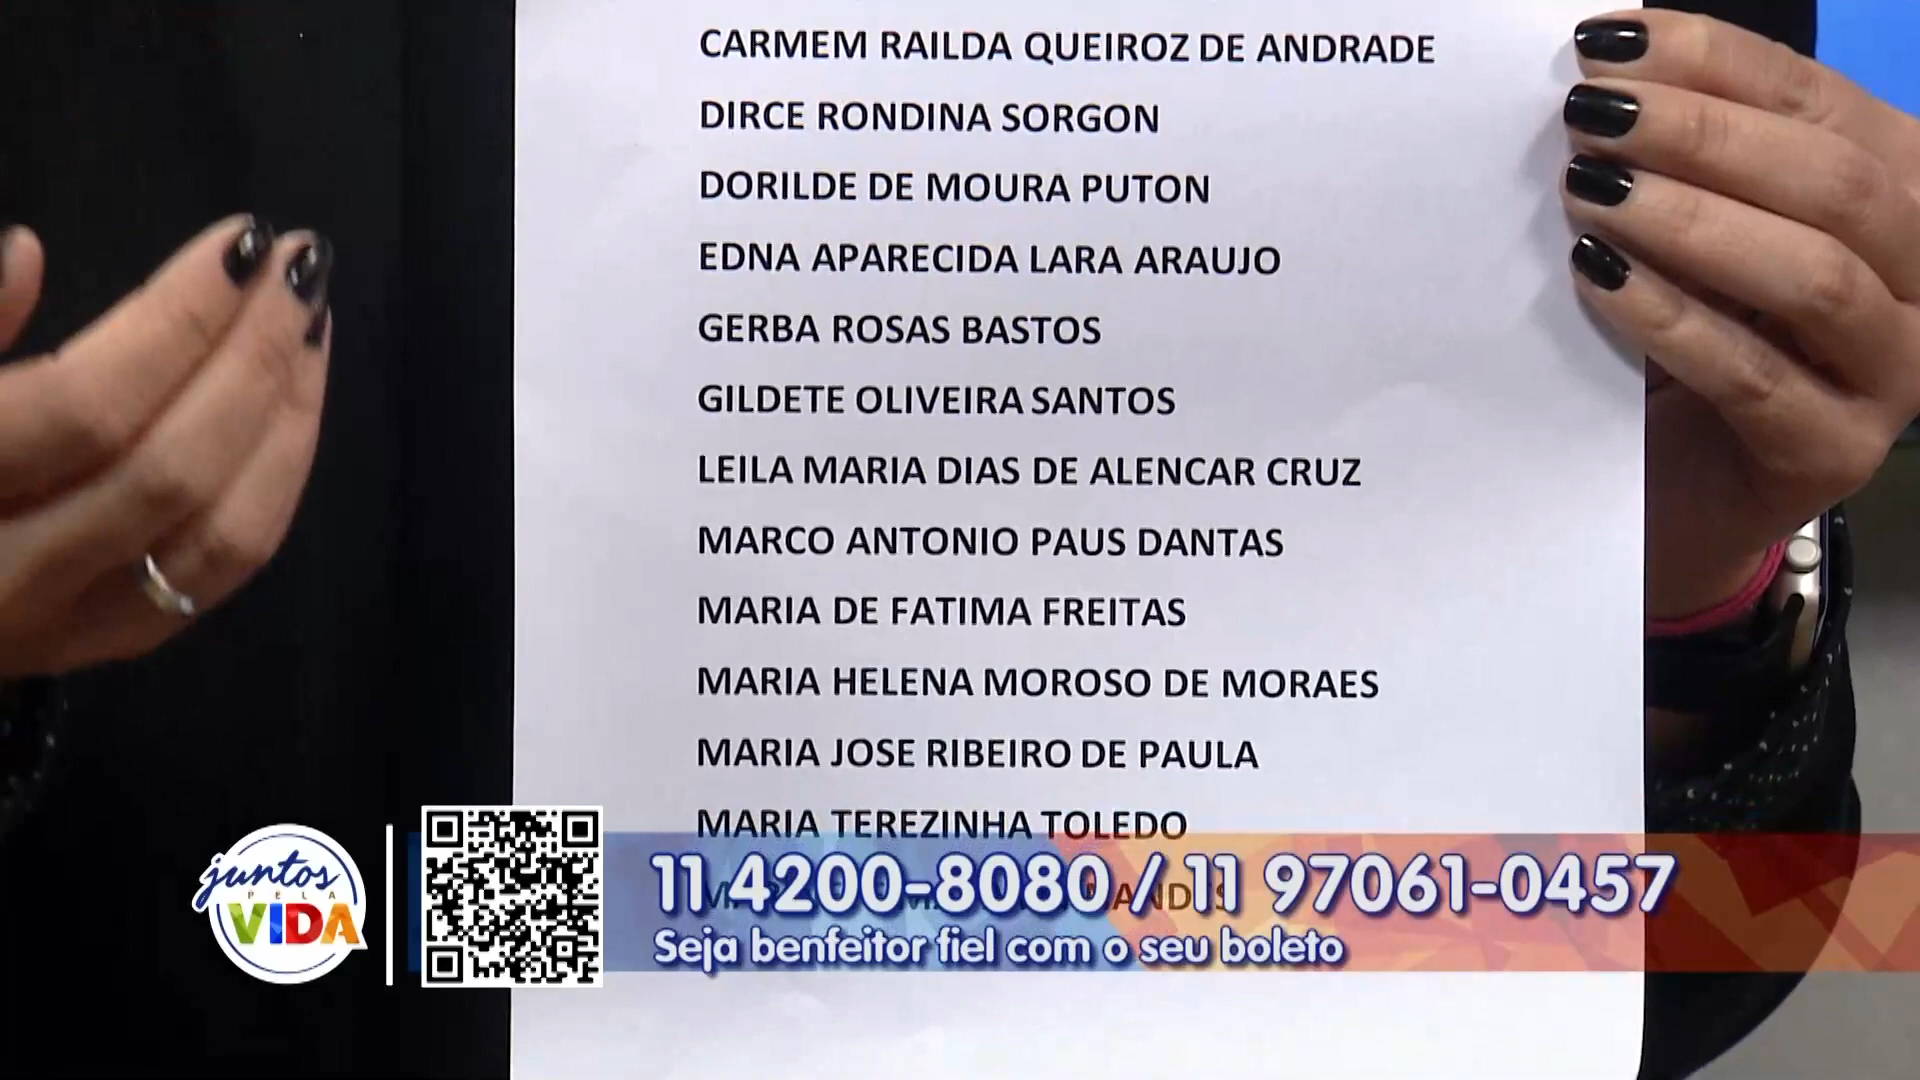 CARMEM RAILDA QUEIROZ DE ANDRADE
DIRCE RONDINA SORGON
DORILDE DE MOURA PUTON
EDNA APARECIDA LARA ARAUJO
GERBA ROSAS BASTOS
GILDETE OLIVEIRA SANTOS
LEILA MARIA DIAS DE ALENCAR CRUZ
MARCO ANTONIO PAUS DANTAS
MARIA DE FATIMA FREITAS
MARIA HELENA MOROSO DE MORAES
MARIA JOSE RIBEIRO DE PAULA
MARIA TEREZINHA TOLEDO
juntos
PELA
VIDA
11 4200-8080 / 11 97061-0457
Seja benfeitor fiel com o seu boleto